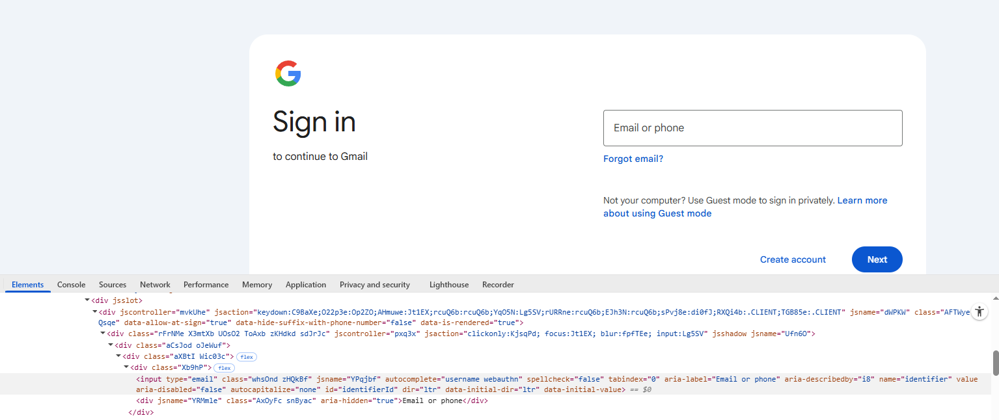 Sign in
to continue to Gmail
Email or phone
Forgot email?
Not your computer? Use Guest mode to sign in privately. Learn more
about using Guest mode
Create account Next
Elements Console Sources Network Performance Memory Application Privacy and security Lighthouse Recorder
<div jsslot>
<div jscontroller="mvkUhe" jsaction="keydown:C9BaXe;O22p3e:Op2ZO;AHmuwe:Jt1EX;rcuQ6b:rcuQ6b;YqO5N:Lg5SV;rURRne:rcuQ6b;EJh3N:rcuQ6b;sPvj8e:di0fJ;RXQi4b:.CLIENT;TGB85e:.CLIENT" jsname="dWPKW" class="AFTWye
Qsqe" data-allow-at-sign="true" data-hide-suffix-with-phone-number="false" data-is-rendered="true">
<div class="rFrNMe X3mtXb UOsO2 ToAxb zKHdkd sdJrJc" jscontroller="pxq3x" jsaction="clickonly:KjsqPd; focus:Jt1EX; blur:fpfTEe; input:Lg5SV" jsshadow jsname="Ufn6O">
<div class="aCsJod oJeWuf">
<div class="aXBtI Wic03c"> flex
<div class="Xb9hP"> flex
<input type="email" class="whsOnd zHQkBf" jsname="YPqjbf" autocomplete="username webauthn" spellcheck="false" tabindex="0" aria-label="Email or phone" aria-describedby="i8" name="identifier" value
aria-disabled="false" autocapitalize="none" id="identifierId" dir="ltr" data-initial-dir="ltr" data-initial-value> == $0
<div jsname="YRMmle" class="AxOyFc snByac" aria-hidden="true">Email or phone</div>
</div>